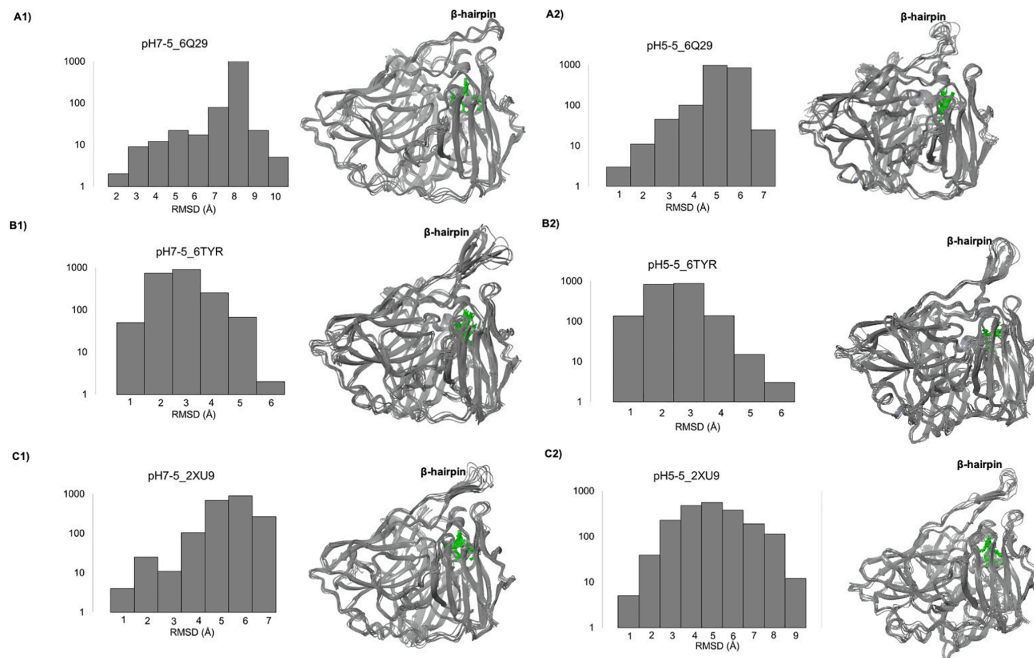 A1)
pH7-5_6Q29
1000
100
10
1
2 3 4 5 6 7 8 9 10
RMSD (Å)
β-hairpin
A2)
pH5-5_6Q29
1000
100
10
1
1 2 3 4 5 6 7
RMSD (Å)
β-hairpin
B1)
pH7-5_6TYR
1000
100
10
1
1 2 3 4 5 6
RMSD (Å)
β-hairpin
B2)
pH5-5_6TYR
1000
100
10
1
1 2 3 4 5 6
RMSD (Å)
β-hairpin
C1)
pH7-5_2XU9
1000
100
10
1
1 2 3 4 5 6 7
RMSD (Å)
β-hairpin
C2)
pH5-5_2XU9
1000
100
10
1
1 2 3 4 5 6 7 8 9
RMSD (Å)
β-hairpin